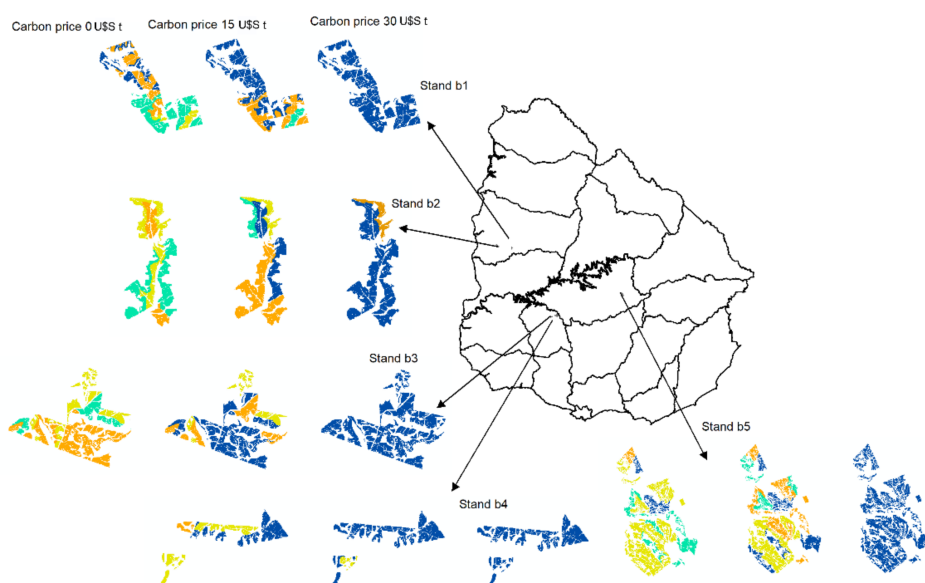 Carbon price 0 U$S t
Carbon price 15 U$S t
Carbon price 30 U$S t
Stand b1
Stand b2
Stand b3
Stand b5
Stand b4